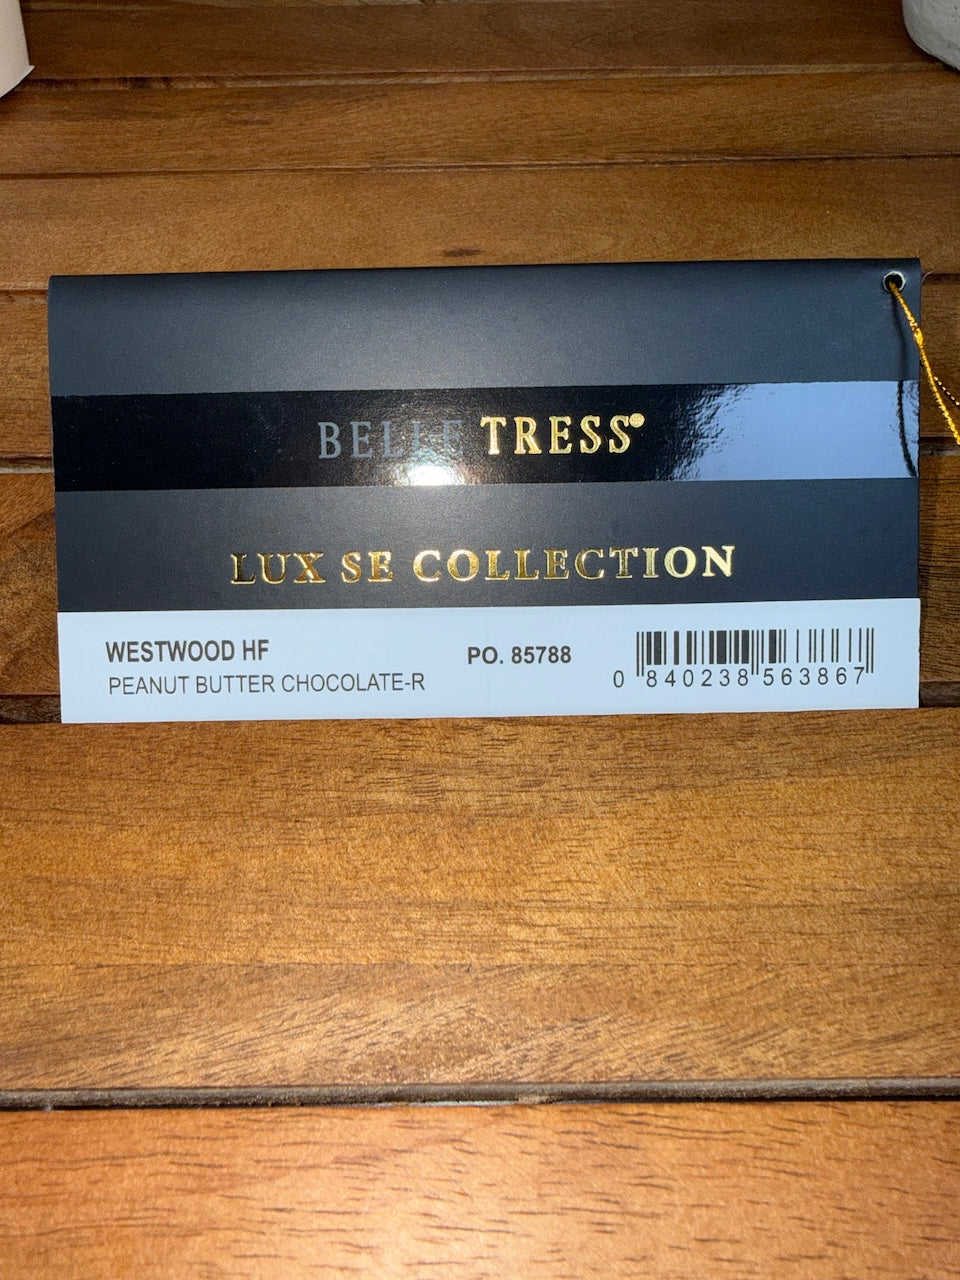 BELLE TRESS®
LUX SE COLLECTION
WESTWOOD HF
PEANUT BUTTER CHOCOLATE-R
PO. 85788
0 840238 563867